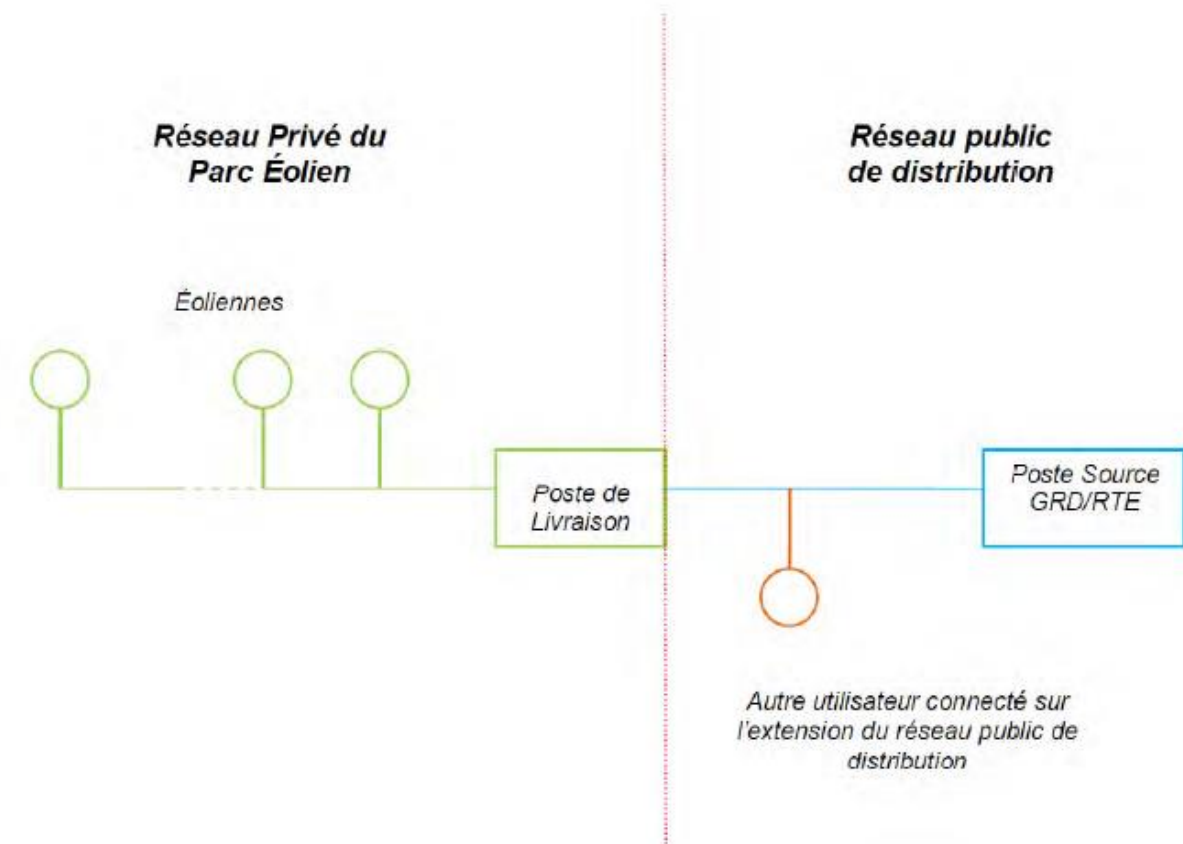 Réseau Privé du
Parc Éolien
Réseau public
de distribution
Éoliennes
Poste de
Livraison
Poste Source
GRD/RTE
Autre utilisateur connecté sur
l'extension du réseau public de
distribution